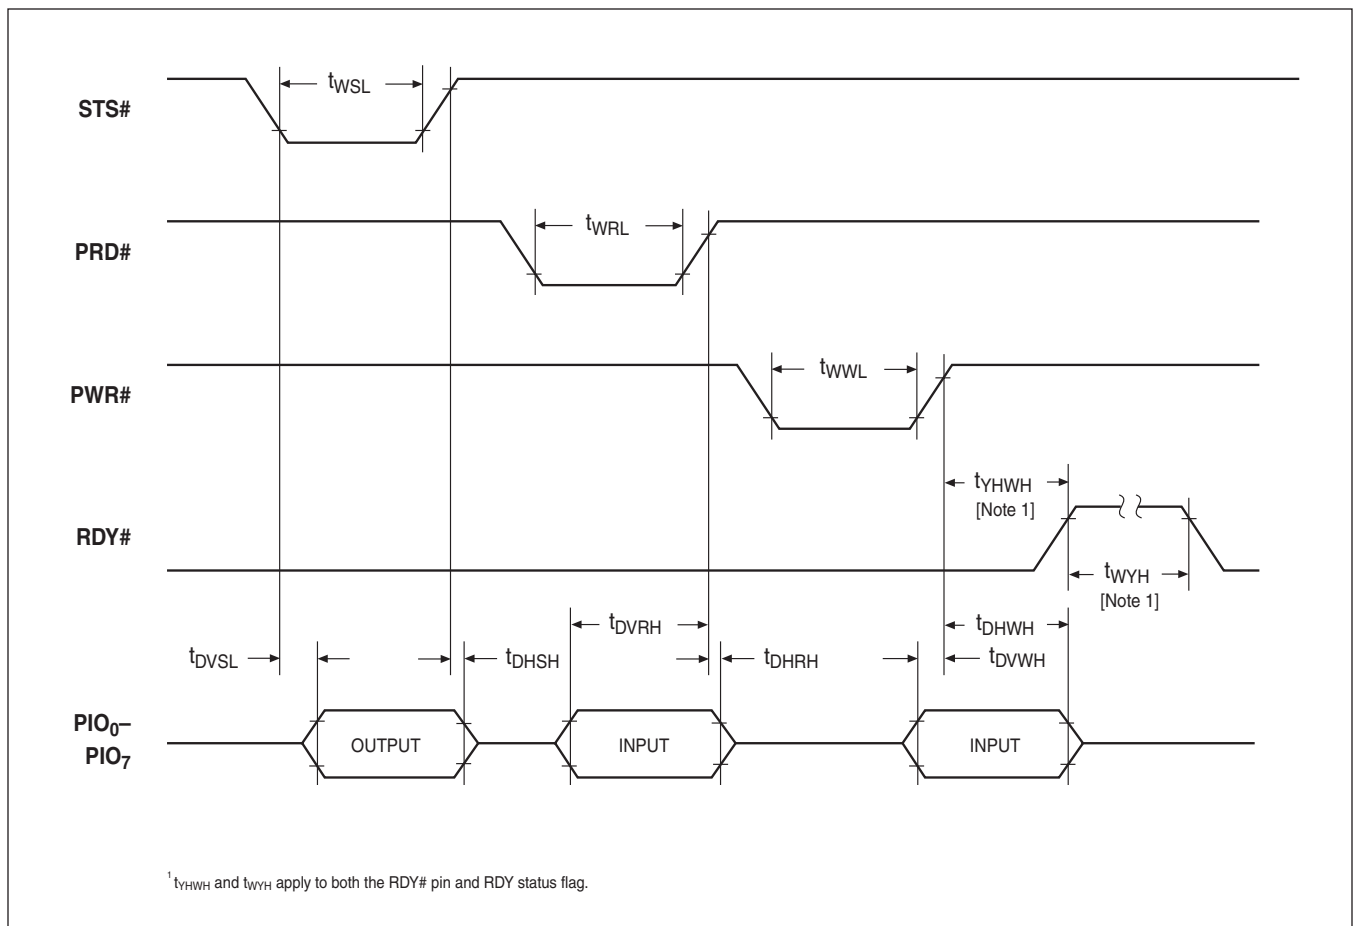 STS#
tWSL
PRD#
tWRL
PWR#
tWWL
RDY#
tYHWH
[Note 1]
tWYH
[Note 1]
tDVSL
tDHSH
tDVRH
tDHRH
tDHWH
tDVWH
PIO0–
PIO7
OUTPUT
INPUT
INPUT
1 tYHWH and tWYH apply to both the RDY# pin and RDY status flag.